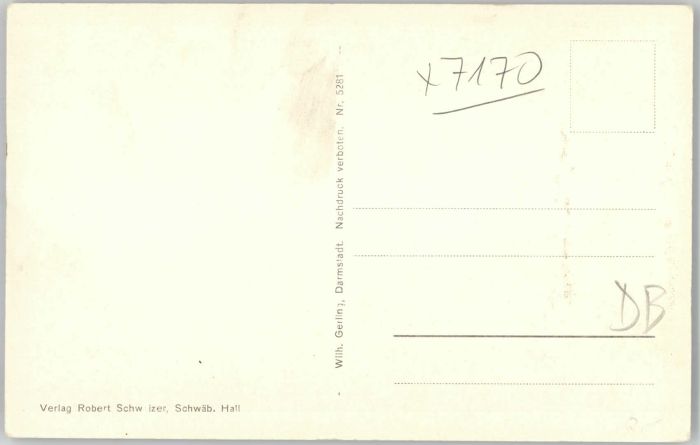 x7170
Wilh. Gerling, Darmstadt. Nachdruck verboten. Nr. 5281
DB
Verlag Robert Schw izer, Schwäb. Hall